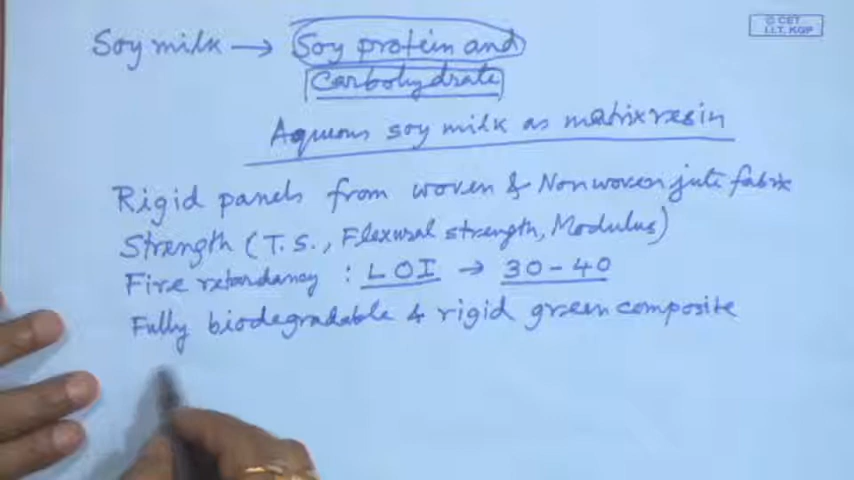 © CET
I.I.T. KGP
Soy milk → Soy protein and
Carbohydrate
Aqueous soy milk as matrix resin
Rigid panels from woven & Nonwoven jute fabric
Strength (T.S., Flexural strength, Modulus)
Fire retardancy : LOI → 30-40
Fully biodegradable & rigid green composite